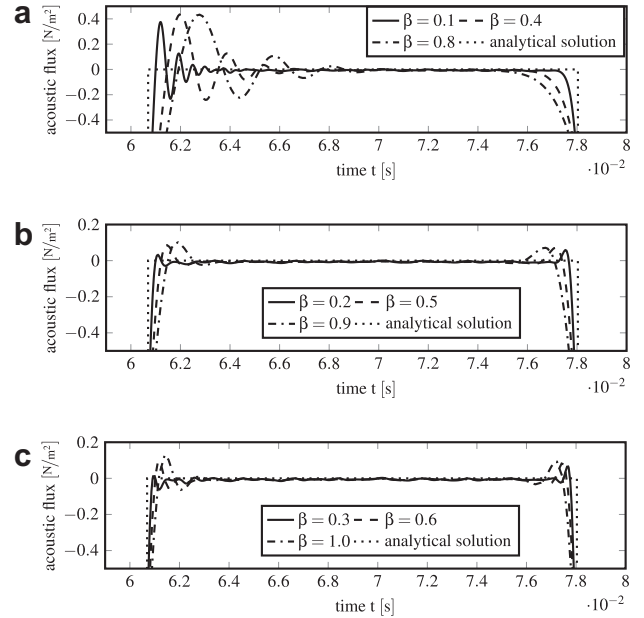 a
acoustic flux [N/m²]
0.4
0.2
0
−0.2
−0.4
β = 0.1 β = 0.4
β = 0.8 analytical solution
6 6.2 6.4 6.6 6.8 7 7.2 7.4 7.6 7.8 8
time t [s]
·10⁻²
b
acoustic flux [N/m²]
0.2
0
−0.2
−0.4
β = 0.2 β = 0.5
β = 0.9 analytical solution
6 6.2 6.4 6.6 6.8 7 7.2 7.4 7.6 7.8 8
time t [s]
·10⁻²
c
acoustic flux [N/m²]
0.2
0
−0.2
−0.4
β = 0.3 β = 0.6
β = 1.0 analytical solution
6 6.2 6.4 6.6 6.8 7 7.2 7.4 7.6 7.8 8
time t [s]
·10⁻²